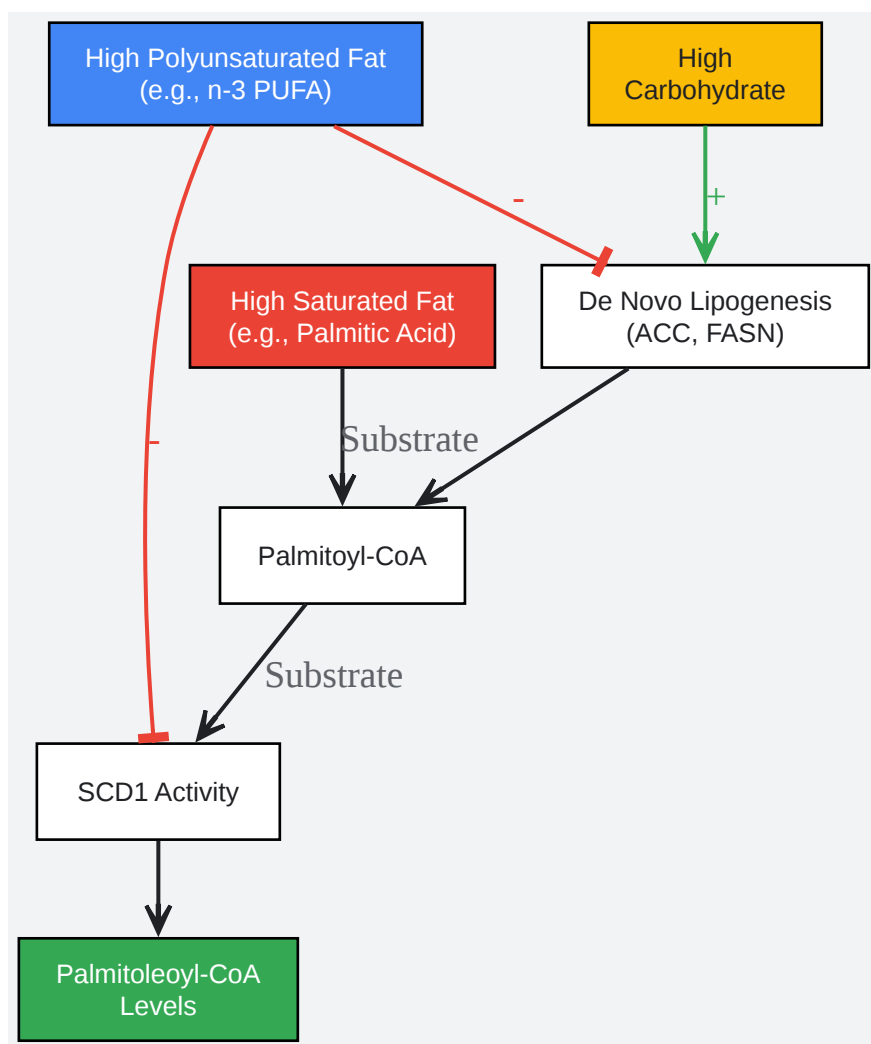 High Polyunsaturated Fat
(e.g., n-3 PUFA)
High
Carbohydrate
-
+
High Saturated Fat
(e.g., Palmitic Acid)
De Novo Lipogenesis
(ACC, FASN)
-
Substrate
Palmitoyl-CoA
Substrate
SCD1 Activity
Palmitoleoyl-CoA
Levels